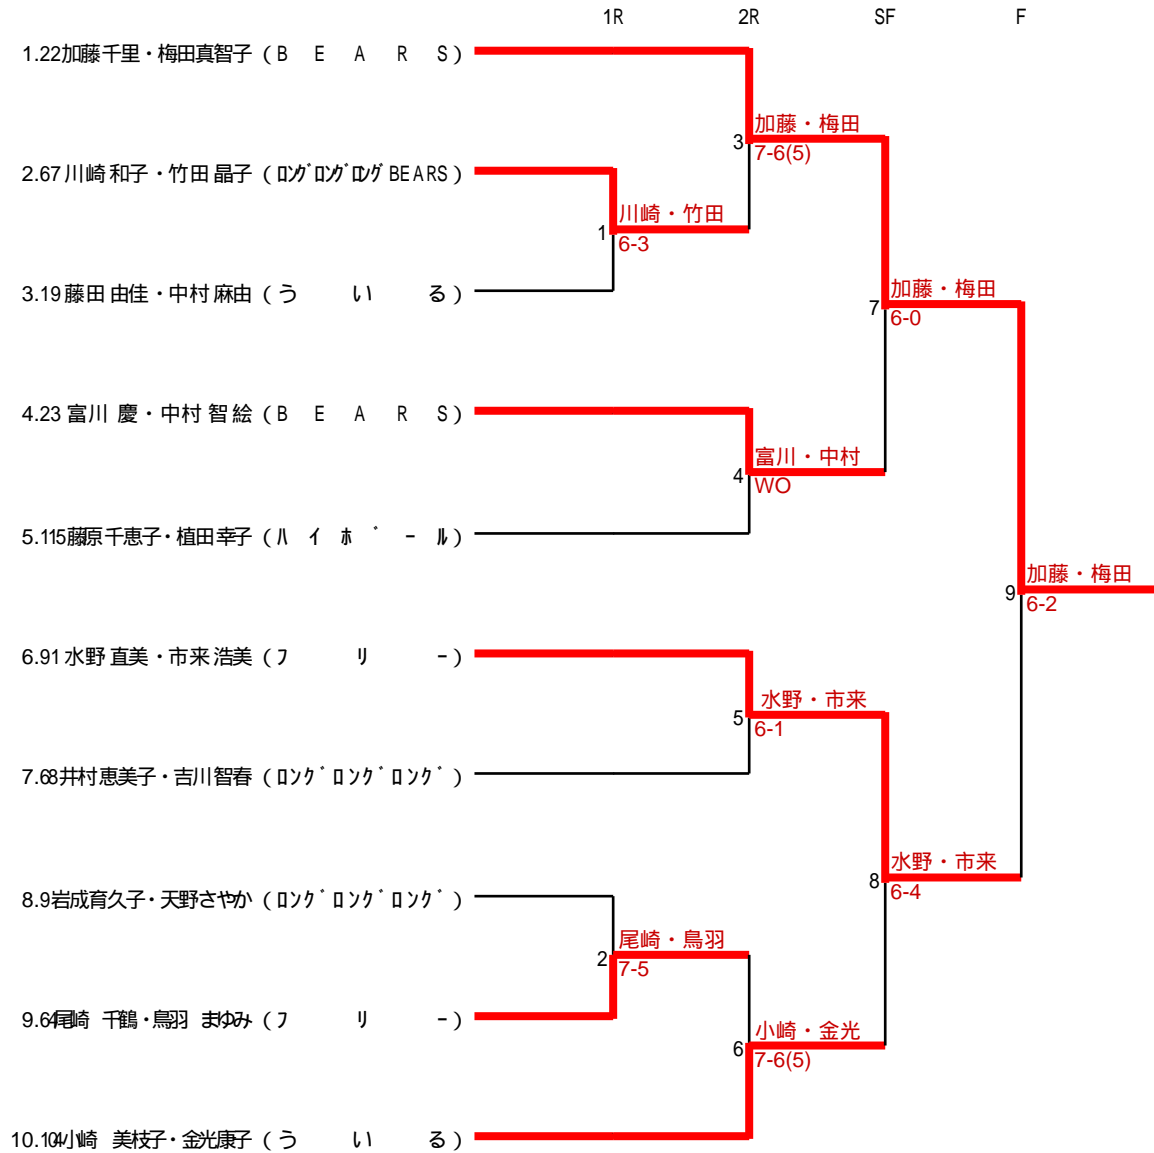 1R 2R SF F
1.22加藤千里・梅田真智子 (B E A R S)
加藤・梅田
3
7-6(5)
2.67 川崎 和子・竹田 晶子 (ﾛﾝｸﾞﾛﾝｸﾞﾛﾝｸﾞBEARS)
川崎・竹田
1
6-3
3.19 藤田 由佳・中村 麻由 (う い る)
加藤・梅田
7
6-0
4.23 富川 慶・中村 智絵 (B E A R S)
富川・中村
4
WO
5.115藤原千恵子・植田幸子 (ﾊ ｲ ﾎ ﾞ ｰ ﾙ)
加藤・梅田
9
6-2
6.91 水野 直美・市来 浩美 (ﾌ ﾘ ｰ)
水野・市来
5
6-1
7.68井村恵美子・吉川智春 (ﾛﾝｸﾞﾛﾝｸﾞﾛﾝｸﾞ)
水野・市来
8
6-4
8.9岩成育久子・天野さやか (ﾛﾝｸﾞﾛﾝｸﾞﾛﾝｸﾞ)
尾崎・鳥羽
2
7-5
9.64尾崎 千鶴・鳥羽 まゆみ (ﾌ ﾘ ｰ)
小崎・金光
6
7-6(5)
10.104小崎 美枝子・金光康子 (う い る)